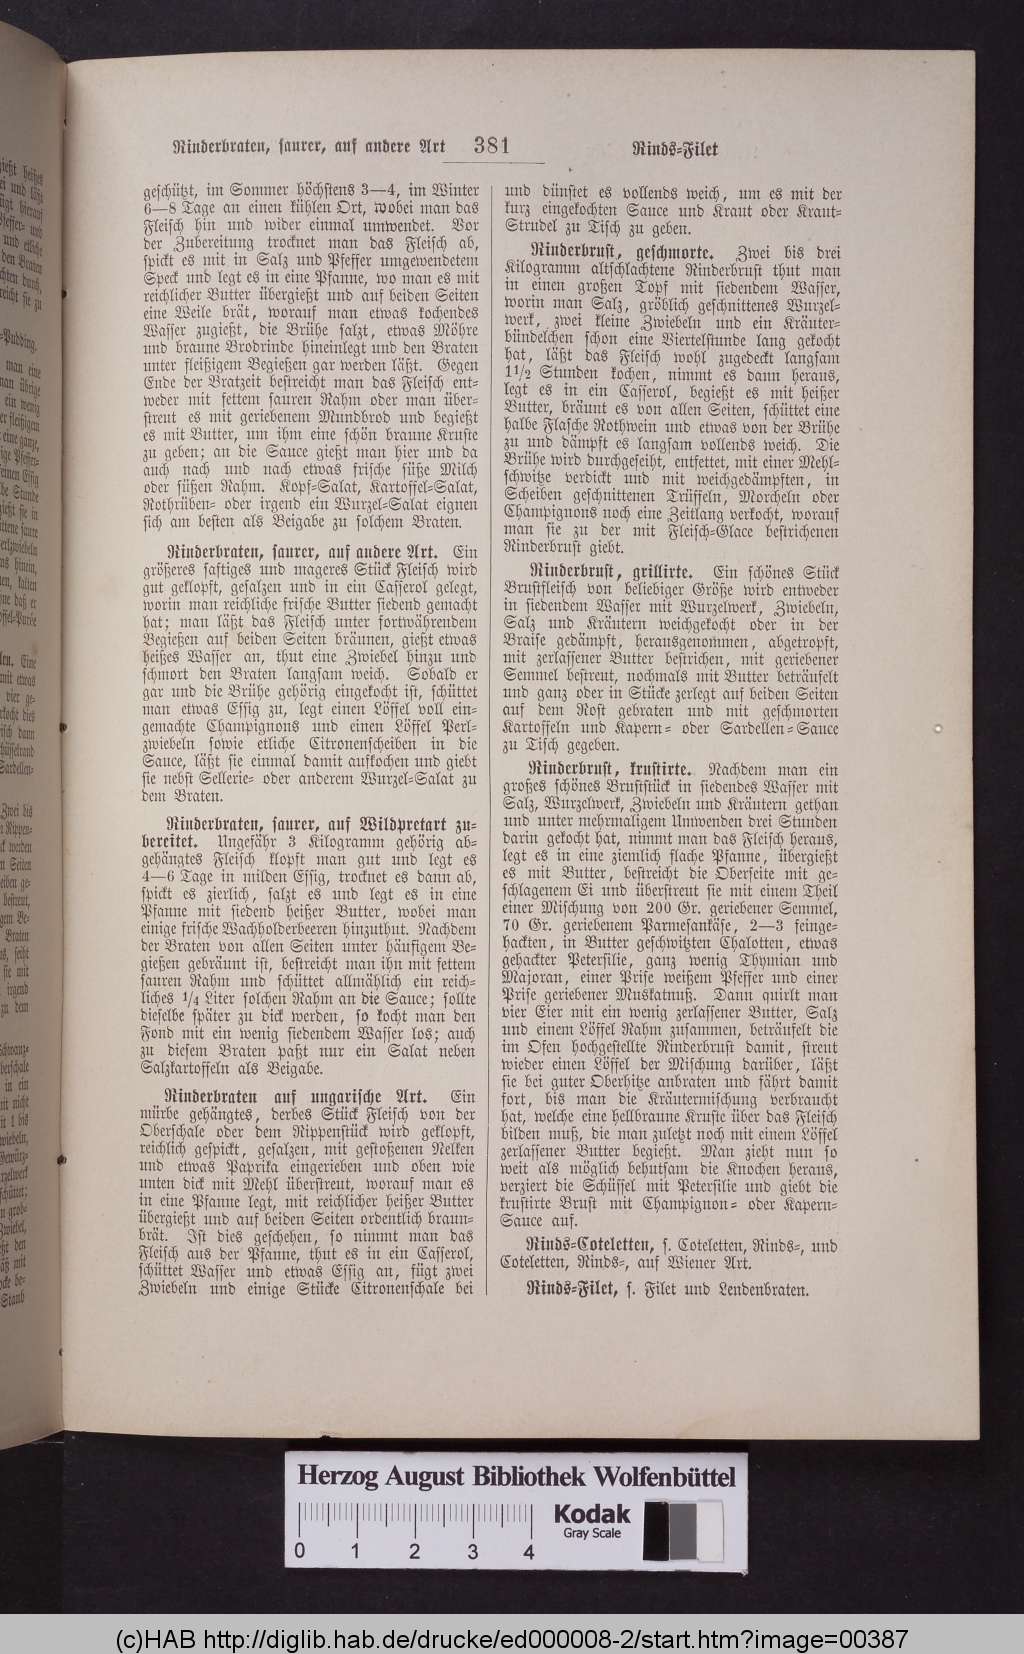 Rinderbraten, saurer, auf andere Art 381 Rinds-Filet
geschützt, im Sommer höchstens 3—4, im Winter
6—8 Tage an einen kühlen Ort, wobei man das
Fleisch hin und wider einmal umwendet. Vor
der Zubereitung trocknet man das Fleisch ab,
spickt es mit in Salz und Pfeffer umgewendetem
Speck und legt es in eine Pfanne, wo man es mit
reichlicher Butter übergießt und auf beiden Seiten
eine Weile brät, worauf man etwas kochendes
Wasser zugießt, die Brühe salzt, etwas Möhre
und braune Brodrinde hineinlegt und den Braten
unter fleißigem Begießen gar werden läßt. Gegen
Ende der Bratzeit bestreicht man das Fleisch ent-
weder mit fettem sauren Rahm oder man über-
streut es mit geriebenem Mundbrod und begießt
es mit Butter, um ihm eine schön braune Kruste
zu geben; an die Sauce gießt man hier und da
auch nach und nach etwas frische süße Milch
oder süßen Rahm. Kopf-Salat, Kartoffel-Salat,
Rothrüben- oder irgend ein Wurzel-Salat eignen
sich am besten als Beigabe zu solchem Braten.
Rinderbraten, saurer, auf andere Art. Ein
größeres saftiges und mageres Stück Fleisch wird
gut geklopft, gesalzen und in ein Casserol gelegt,
worin man reichliche frische Butter siedend gemacht
hat; man läßt das Fleisch unter fortwährendem
Begießen auf beiden Seiten bräunen, gießt etwas
heißes Wasser an, thut eine Zwiebel hinzu und
schmort den Braten langsam weich. Sobald er
gar und die Brühe gehörig eingekocht ist, schüttet
man etwas Essig zu, legt einen Löffel voll ein-
gemachte Champignons und einen Löffel Perl-
zwiebeln sowie etliche Citronenscheiben in die
Sauce, läßt sie einmal damit aufkochen und giebt
sie nebst Sellerie- oder anderem Wurzel-Salat zu
dem Braten.
Rinderbraten, saurer, auf Wildpretart zu-
bereitet. Ungefähr 3 Kilogramm gehörig ab-
gehängtes Fleisch klopft man gut und legt es
4—6 Tage in milden Essig, trocknet es dann ab,
spickt es zierlich, salzt es und legt es in eine
Pfanne mit siedend heißer Butter, wobei man
einige frische Wachholderbeeren hinzuthut. Nachdem
der Braten von allen Seiten unter häufigem Be-
gießen gebräunt ist, bestreicht man ihn mit fettem
sauren Rahm und schüttet allmählich ein reich-
liches 1/4 Liter solchen Rahm an die Sauce; sollte
dieselbe später zu dick werden, so kocht man den
Fond mit ein wenig siedendem Wasser los; auch
zu diesem Braten paßt nur ein Salat neben
Salzkartoffeln als Beigabe.
Rinderbraten auf ungarische Art. Ein
mürbe gehängtes, derbes Stück Fleisch von der
Oberschale oder dem Rippenstück wird geklopft,
reichlich gespickt, gesalzen, mit gestoßenen Nelken
und etwas Paprika eingerieben und oben wie
unten dick mit Mehl überstreut, worauf man es
in eine Pfanne legt, mit reichlicher heißer Butter
übergießt und auf beiden Seiten ordentlich braun-
brät. Ist dies geschehen, so nimmt man das
Fleisch aus der Pfanne, thut es in ein Casserol,
schüttet Wasser und etwas Essig an, fügt zwei
Zwiebeln und einige Stücke Citronenschale bei
und dünstet es vollends weich, um es mit der
kurz eingekochten Sauce und Kraut oder Kraut-
Strudel zu Tisch zu geben.
Rinderbrust, geschmorte. Zwei bis drei
Kilogramm altschlachtene Rinderbrust thut man
in einen großen Topf mit siedendem Wasser,
worin man Salz, gröblich geschnittenes Wurzel-
werk, zwei kleine Zwiebeln und ein Kräuter-
bündelchen schon eine Viertelstunde lang gekocht
hat, läßt das Fleisch wohl zugedeckt langsam
1 1/2 Stunden kochen, nimmt es dann heraus,
legt es in ein Casserol, begießt es mit heißer
Butter, bräunt es von allen Seiten, schüttet eine
halbe Flasche Rothwein und etwas von der Brühe
zu und dämpft es langsam vollends weich. Die
Brühe wird durchgeseiht, entfettet, mit einer Mehl-
schwitze verdickt und mit weichgedämpften, in
Scheiben geschnittenen Trüffeln, Morcheln oder
Champignons noch eine Zeitlang verkocht, worauf
man sie zu der mit Fleisch-Glace bestrichenen
Rinderbrust giebt.
Rinderbrust, grillirte. Ein schönes Stück
Brustfleisch von beliebiger Größe wird entweder
in siedendem Wasser mit Wurzelwerk, Zwiebeln,
Salz und Kräutern weichgekocht oder in der
Braise gedämpft, herausgenommen, abgetropft,
mit zerlassener Butter bestrichen, mit geriebener
Semmel bestreut, nochmals mit Butter beträufelt
und ganz oder in Stücke zerlegt auf beiden Seiten
auf dem Rost gebraten und mit geschmorten
Kartoffeln und Kapern- oder Sardellen-Sauce
zu Tisch gegeben.
Rinderbrust, krustirte. Nachdem man ein
großes schönes Bruststück in siedendes Wasser mit
Salz, Wurzelwerk, Zwiebeln und Kräutern gethan
und unter mehrmaligem Umwenden drei Stunden
darin gekocht hat, nimmt man das Fleisch heraus,
legt es in eine ziemlich flache Pfanne, übergießt
es mit Butter, bestreicht die Oberseite mit ge-
schlagenem Ei und überstreut sie mit einem Theil
einer Mischung von 200 Gr. geriebener Semmel,
70 Gr. geriebenem Parmesankäse, 2—3 feinge-
hackten, in Butter geschwitzten Chalotten, etwas
gehackter Petersilie, ganz wenig Thymian und
Majoran, einer Prise weißem Pfeffer und einer
Prise geriebener Muskatnuß. Dann quirlt man
vier Eier mit ein wenig zerlassener Butter, Salz
und einem Löffel Rahm zusammen, beträufelt die
im Ofen hochgestellte Rinderbrust damit, streut
wieder einen Löffel der Mischung darüber, läßt
sie bei guter Oberhitze anbraten und fährt damit
fort, bis man die Kräutermischung verbraucht
hat, welche eine hellbraune Kruste über das Fleisch
bilden muß, die man zuletzt noch mit einem Löffel
zerlassener Butter begießt. Man zieht nun so
weit als möglich behutsam die Knochen heraus,
verziert die Schüssel mit Petersilie und giebt die
krustirte Brust mit Champignon- oder Kapern-
Sauce auf.
Rinds-Coteletten, s. Coteletten, Rinds-, und
Coteletten, Rinds-, auf Wiener Art.
Rinds-Filet, s. Filet und Lendenbraten.
Herzog August Bibliothek Wolfenbüttel
0 1 2 3 4
Kodak
Gray Scale
(c)HAB http://diglib.hab.de/drucke/ed000008-2/start.htm?image=00387